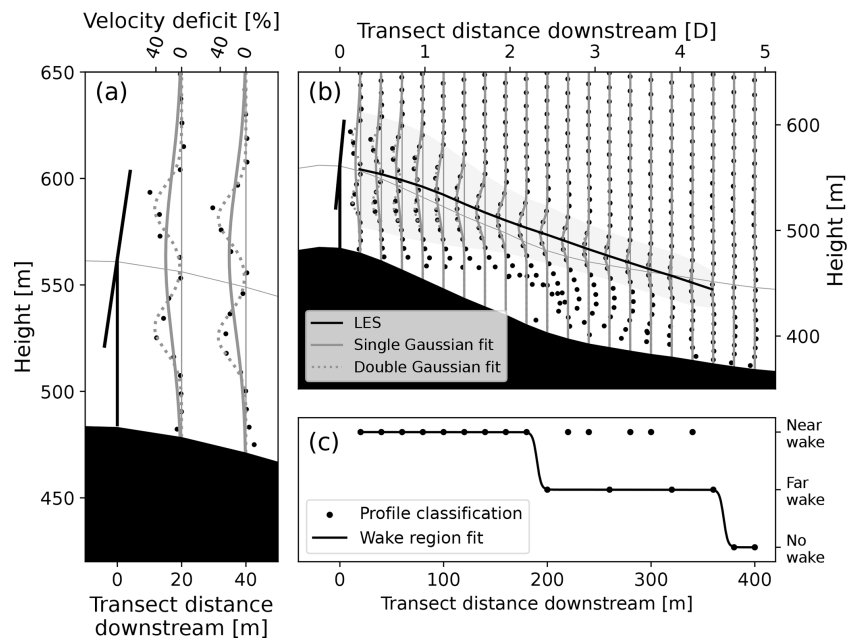 Velocity deficit [%]
40 0 40 0
Transect distance downstream [D]
0 1 2 3 4 5
(a)
(b)
650
600
550
500
450
Height [m]
600
500
400
Height [m]
LES
Single Gaussian fit
Double Gaussian fit
(c)
Near
wake
Far
wake
No
wake
Profile classification
Wake region fit
0 20 40
Transect distance
downstream [m]
0 100 200 300 400
Transect distance downstream [m]